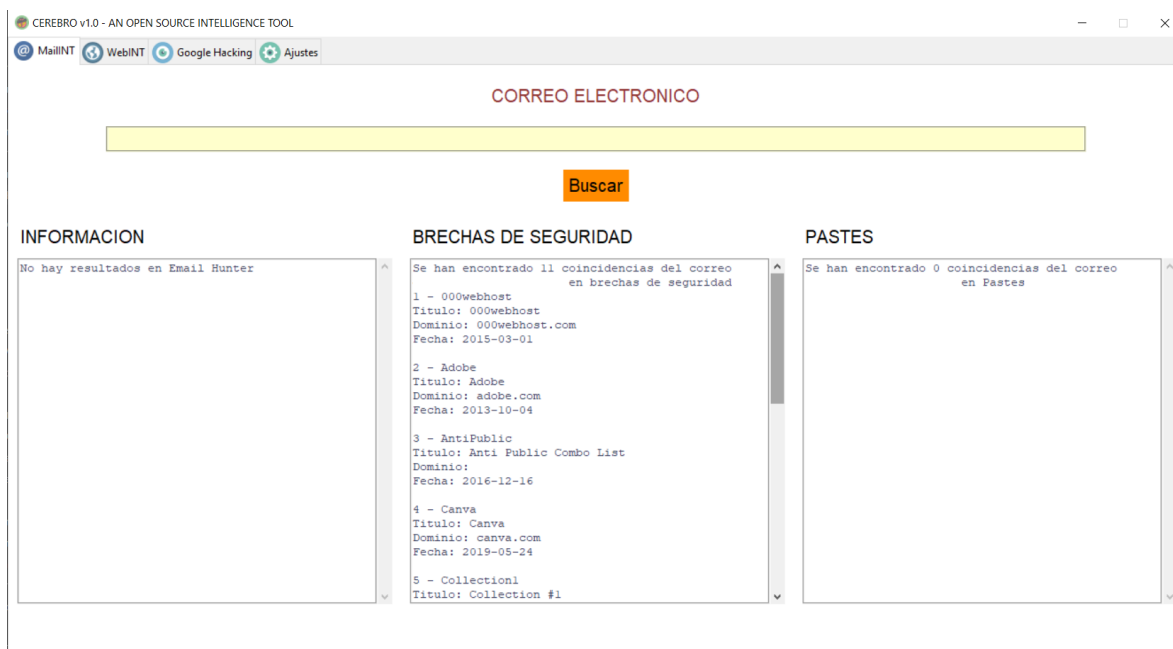 CEREBRO v1.0 - AN OPEN SOURCE INTELLIGENCE TOOL
MailINT WebINT Google Hacking Ajustes
CORREO ELECTRONICO
Buscar
INFORMACION
No hay resultados en Email Hunter
BRECHAS DE SEGURIDAD
Se han encontrado 11 coincidencias del correo
en brechas de seguridad
1 - 000webhost
Titulo: 000webhost
Dominio: 000webhost.com
Fecha: 2015-03-01
2 - Adobe
Titulo: Adobe
Dominio: adobe.com
Fecha: 2013-10-04
3 - AntiPublic
Titulo: Anti Public Combo List
Dominio:
Fecha: 2016-12-16
4 - Canva
Titulo: Canva
Dominio: canva.com
Fecha: 2019-05-24
5 - Collection1
Titulo: Collection #1
PASTES
Se han encontrado 0 coincidencias del correo
en Pastes